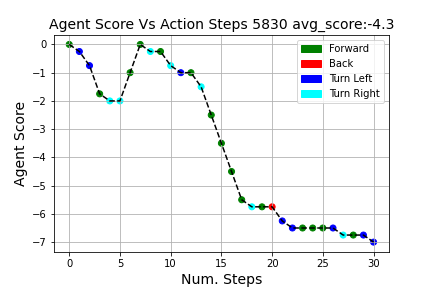 Agent Score Vs Action Steps 5830 avg_score:-4.3
Agent Score
0
−1
−2
−3
−4
−5
−6
−7
Forward
Back
Turn Left
Turn Right
0 5 10 15 20 25 30
Num. Steps